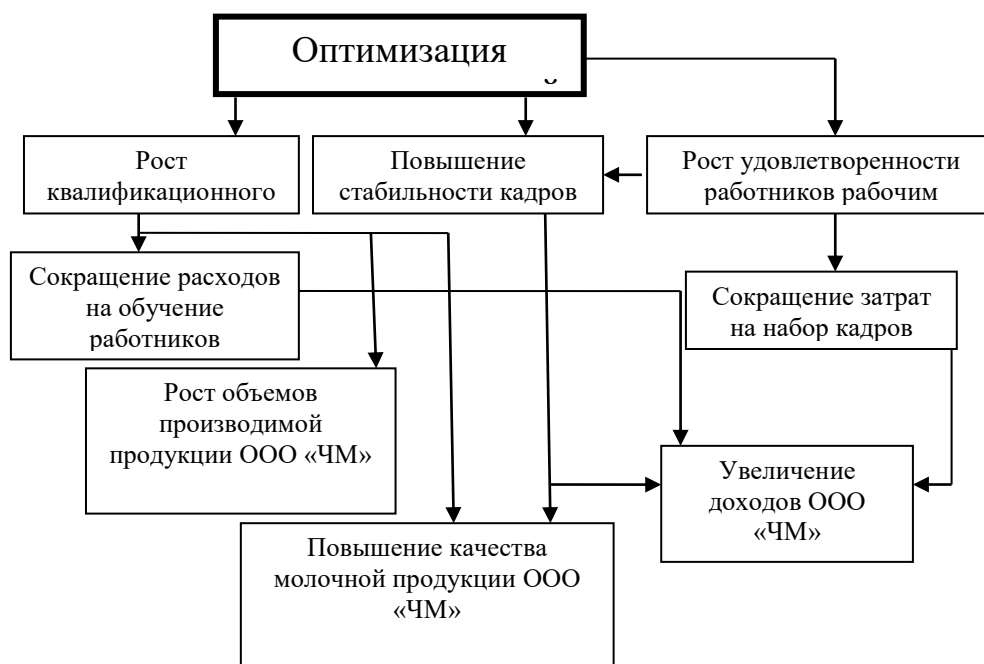 Оптимизация
Рост
квалификационного
Повышение
стабильности кадров
Рост удовлетворенности
работников рабочим
Сокращение расходов
на обучение
работников
Сокращение затрат
на набор кадров
Рост объемов
производимой
продукции ООО «ЧМ»
Увеличение
доходов ООО
«ЧМ»
Повышение качества
молочной продукции ООО
«ЧМ»